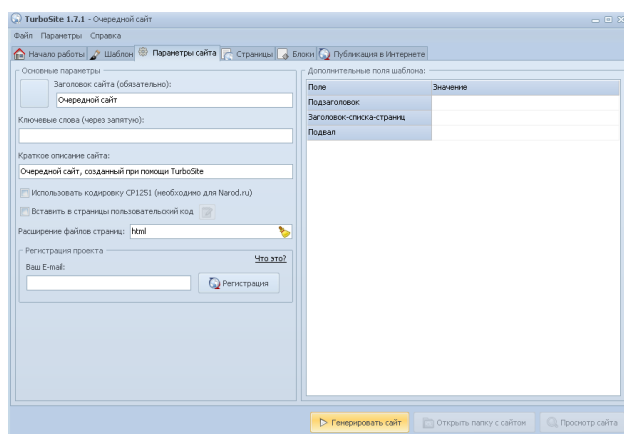 TurboSite 1.7.1 - Очередной сайт
Файл Параметры Справка
Начало работы Шаблон Параметры сайта Страницы Блоки Публикация в Интернете
Основные параметры
Заголовок сайта (обязательно):
Очередной сайт
Ключевые слова (через запятую):
Краткое описание сайта:
Очередной сайт, созданный при помощи TurboSite
Использовать кодировку CP1251 (необходимо для Narod.ru)
Вставить в страницы пользовательский код
Расширение файлов страниц: html
Регистрация проекта
Что это?
Ваш E-mail:
Регистрация
Дополнительные поля шаблона:
Поле Значение
Подзаголовок
Заголовок-списка-страниц
Подвал
Генерировать сайт Открыть папку с сайтом Просмотр сайта